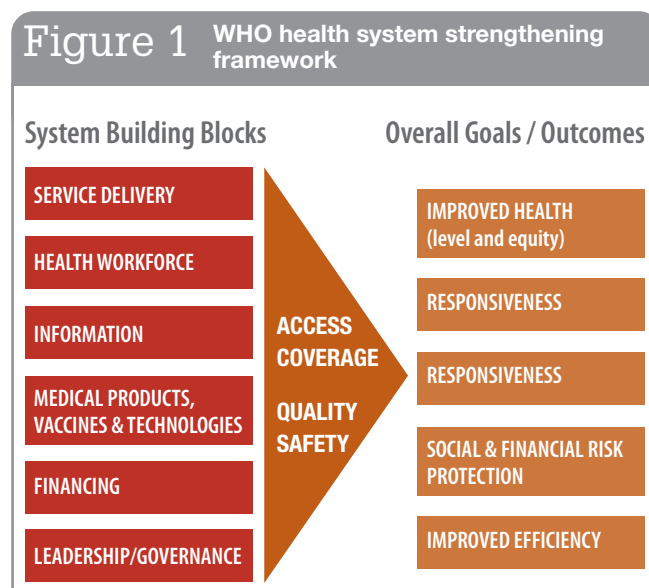 Figure 1 WHO health system strengthening
framework
System Building Blocks
Overall Goals / Outcomes
SERVICE DELIVERY
HEALTH WORKFORCE
INFORMATION
MEDICAL PRODUCTS,
VACCINES & TECHNOLOGIES
FINANCING
LEADERSHIP/GOVERNANCE
ACCESS
COVERAGE
QUALITY
SAFETY
IMPROVED HEALTH
(level and equity)
RESPONSIVENESS
RESPONSIVENESS
SOCIAL & FINANCIAL RISK
PROTECTION
IMPROVED EFFICIENCY